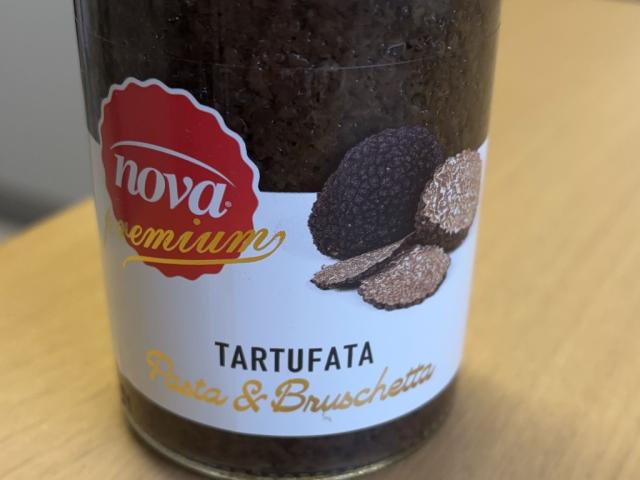 nova®
premium
TARTUFATA
Pasta & Bruschetta